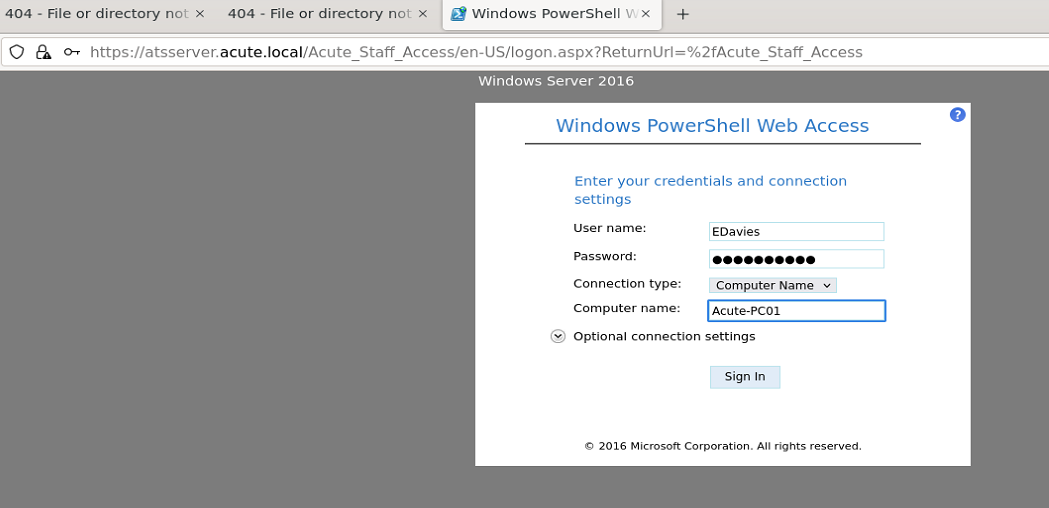 404 - File or directory not
404 - File or directory not
Windows PowerShell W
https://atsserver.acute.local/Acute_Staff_Access/en-US/logon.aspx?ReturnUrl=%2fAcute_Staff_Access
Windows Server 2016
?
Windows PowerShell Web Access
Enter your credentials and connection
settings
User name: EDavies
Password: ●●●●●●●●●●
Connection type: Computer Name
Computer name: Acute-PC01
Optional connection settings
Sign In
© 2016 Microsoft Corporation. All rights reserved.